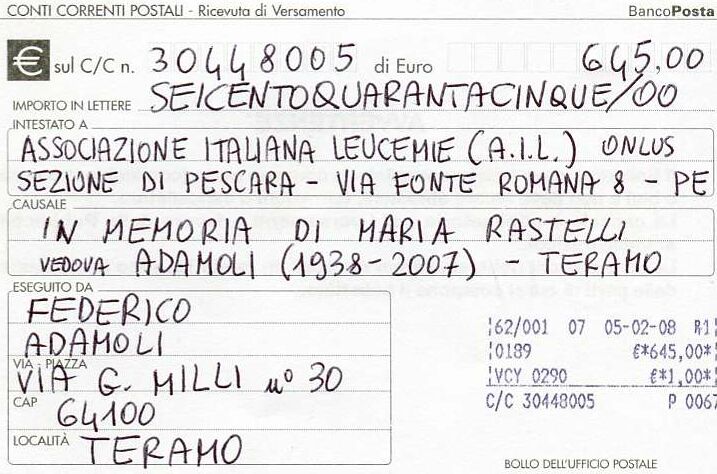 CONTI CORRENTI POSTALI - Ricevuta di Versamento BancoPosta
€ sul C/C n. 30448005 di Euro 645,00
IMPORTO IN LETTERE SEICENTOQUARANTACINQUE/00
INTESTATO A
ASSOCIAZIONE ITALIANA LEUCEMIE (A.I.L.) ONLUS
SEZIONE DI PESCARA - VIA FONTE ROMANA 8 - PE
CAUSALE
IN MEMORIA DI MARIA RASTELLI
VEDOVA ADAMOLI (1938-2007) - TERAMO
ESEGUITO DA
FEDERICO
ADAMOLI
VIA - PIAZZA
VIA G. MILLI nº 30
CAP
64100
LOCALITÀ
TERAMO
62/001 07 05-02-08 R1
0189 €*645,00*
VCY 0290 €*1,00*
C/C 30448005 P 0067
BOLLO DELL'UFFICIO POSTALE